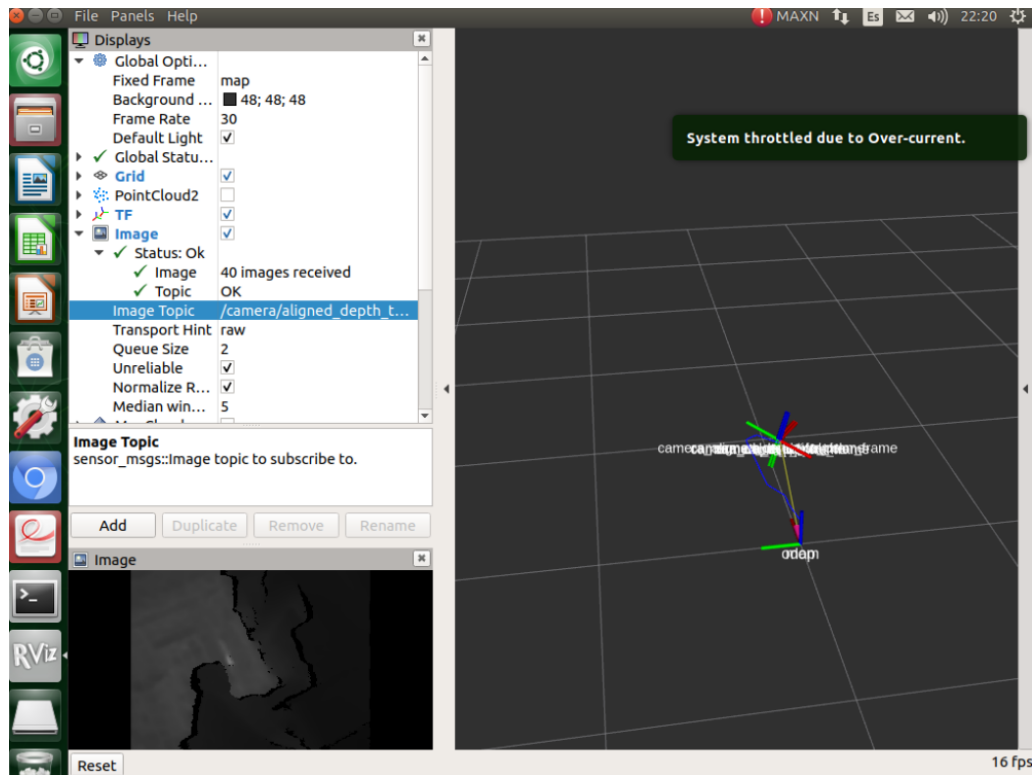 File Panels Help MAXN Es 22:20
Displays
Global Opti...
Fixed Frame map
Background ... 48; 48; 48
Frame Rate 30
Default Light
Global Statu...
Grid
PointCloud2
TF
Image
Status: Ok
Image 40 images received
Topic OK
Image Topic /camera/aligned_depth_t...
Transport Hint raw
Queue Size 2
Unreliable
Normalize R...
Median win... 5
Image Topic
sensor_msgs::Image topic to subscribe to.
Add Duplicate Remove Rename
Image
Reset
System throttled due to Over-current.
RViz
16 fps